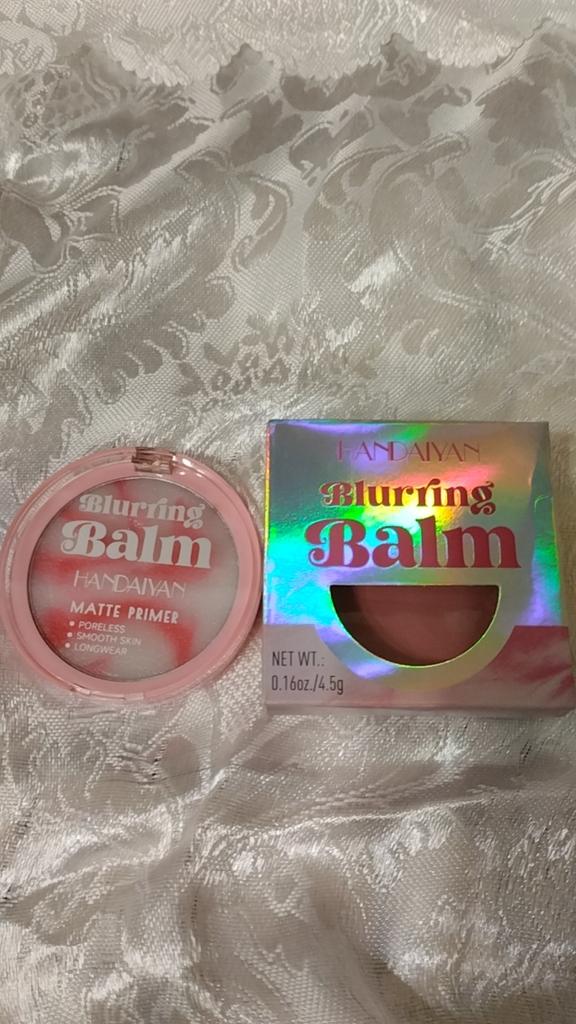 Blurring
Balm
HANDAIYAN
MATTE PRIMER
• PORELESS
• SMOOTH SKIN
• LONGWEAR
HANDAIYAN
Blurring
Balm
NET WT.:
0.16oz./4.5g